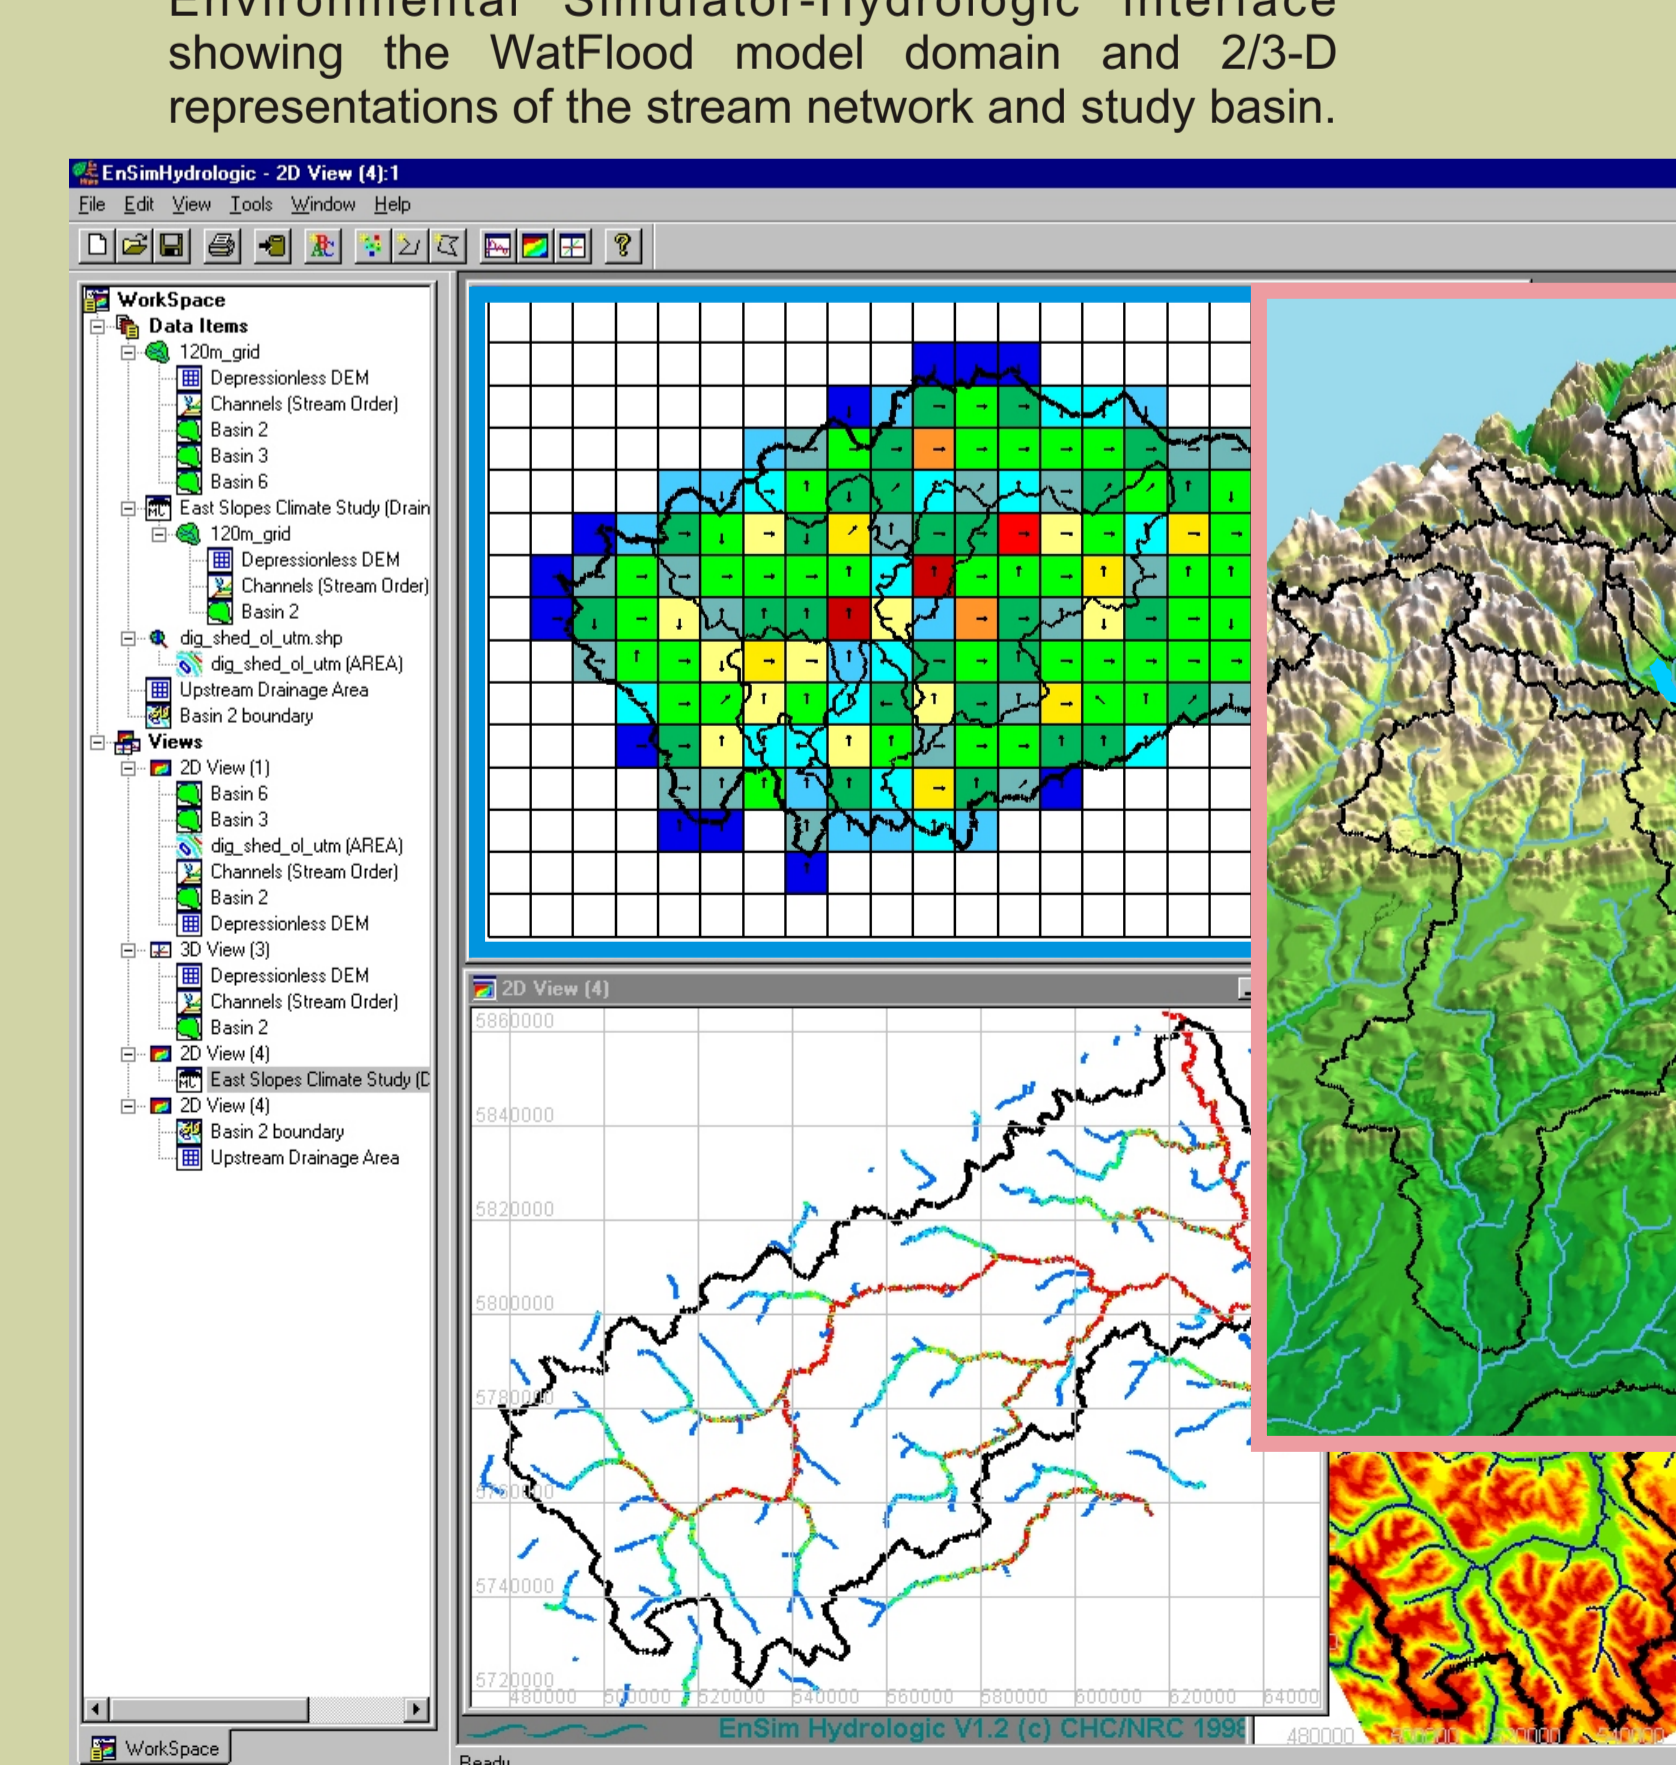 Environmental Simulator-Hydrologic interface
showing the WatFlood model domain and 2/3-D
representations of the stream network and study basin.
EnSimHydrologic - 2D View (4):1
File Edit View Tools Window Help
WorkSpace
Data Items
120m_grid
Depressionless DEM
Channels (Stream Order)
Basin 2
Basin 3
Basin 6
East Slopes Climate Study (Drain
120m_grid
Depressionless DEM
Channels (Stream Order)
Basin 2
dig_shed_ol_utm.shp
dig_shed_ol_utm (AREA)
Upstream Drainage Area
Basin 2 boundary
Views
2D View (1)
Basin 6
Basin 3
dig_shed_ol_utm (AREA)
Channels (Stream Order)
Basin 2
Depressionless DEM
3D View (3)
Depressionless DEM
Channels (Stream Order)
Basin 2
2D View (4)
East Slopes Climate Study (D
2D View (4)
Basin 2 boundary
Upstream Drainage Area
WorkSpace
2D View (4)
5860000
5840000
5820000
5800000
5780000
5760000
5740000
5720000
480000 500000 520000 540000 560000 580000 600000 620000 64000
EnSim Hydrologic V1.2 (c) CHC/NRC 1998
480000
Ready